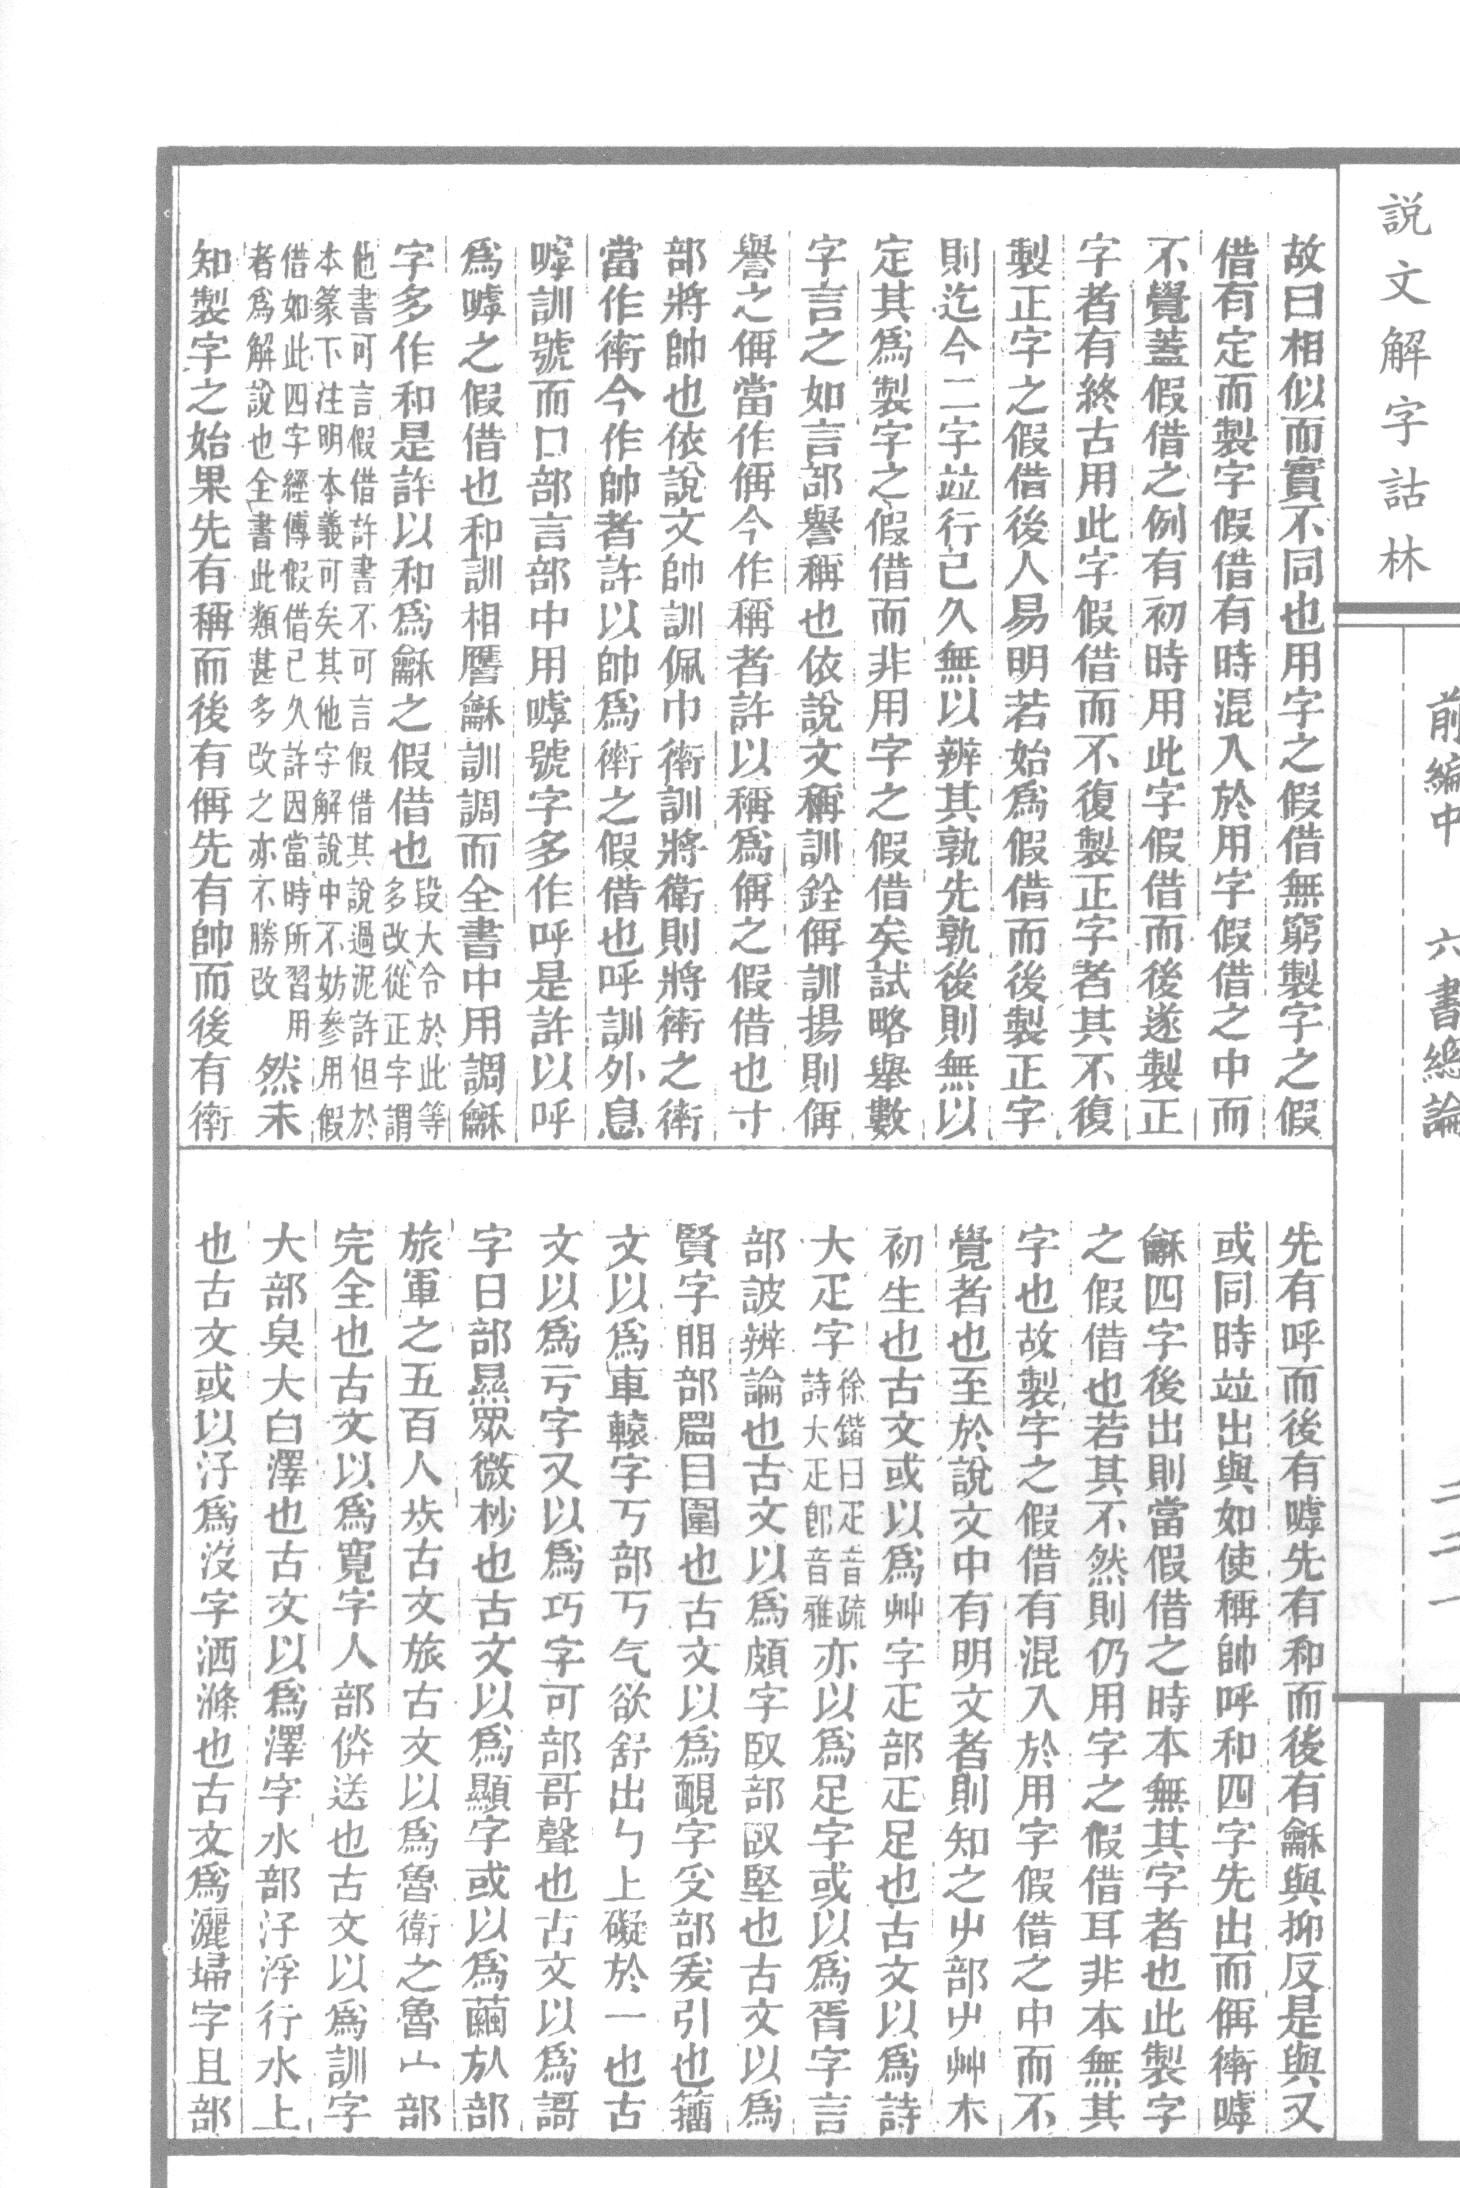 說文解字詁林
前編中　六書總論
二二一
故曰相似而實不同也用字之假借無窮製字之假
借有定而製字假借有時混入於用字假借之中而
不覺蓋假借之例有初時用此字假借而後遂製正
字者有終古用此字假借而不復製正字者其不復
製正字之假借後人易明若始爲假借而後製正字
則迄今二字竝行已久無以辨其孰先孰後則無以
定其爲製字之假借而非用字之假借矣試略舉數
字言之如言部譽稱也依說文稱訓銓偁訓揚則偁
譽之偁當作偁今作稱者許以稱爲偁之假借也寸
部將帥也依說文帥訓佩巾衛訓將衛則將衛之衛
當作衛今作帥者許以帥爲衛之假借也呼訓外息
嘑訓號而口部言部中用嘑號字多作呼是許以呼
爲嘑之假借也和訓相譍龢訓調而全書中用調龢
字多作和是許以和爲龢之假借也段大令於此等
多改從正字謂
他書可言假借許書不可言假借其說過泥許但於
本篆下注明本義可矣其他字解說中不妨參用假
借如此四字經傳假借已久許因當時所習用
者爲解說也全書此類甚多改之亦不勝改　然未
知製字之始果先有稱而後有偁先有帥而後有衛
先有呼而後有嘑先有和而後有龢與抑反是與又
或同時竝出與如使稱帥呼和四字先出而偁衛嘑
龢四字後出則當假借之時本無其字者也此製字
之假借也若其不然則仍用字之假借耳非本無其
字也故製字之假借有混入於用字假借之中而不
覺者也至於說文中有明文者則知之屮部屮艸木
初生也古文或以爲艸字疋部疋足也古文以爲詩
大疋字徐鍇曰疋音疏
詩大疋卽音雅亦以爲足字或以爲胥字言
部詖辨論也古文以爲頗字臤部臤堅也古文以爲
賢字䀠部𥆞目圍也古文以爲靦字𠬪部爰引也籒
文以爲車轅字丂部丂气欲舒出𠃑上礙於一也古
文以爲亏字又以爲巧字可部哥聲也古文以爲謌
字日部㬎眾微杪也古文以爲顯字或以爲繭㫃部
旅軍之五百人㫺古文旅古文以爲魯衛之魯宀部
完全也古文以爲寬字人部㑞送也古文以爲訓字
大部臭大白澤也古文以爲澤字水部汓浮行水上
也古文或以汓爲沒字洒滌也古文爲灑埽字且部